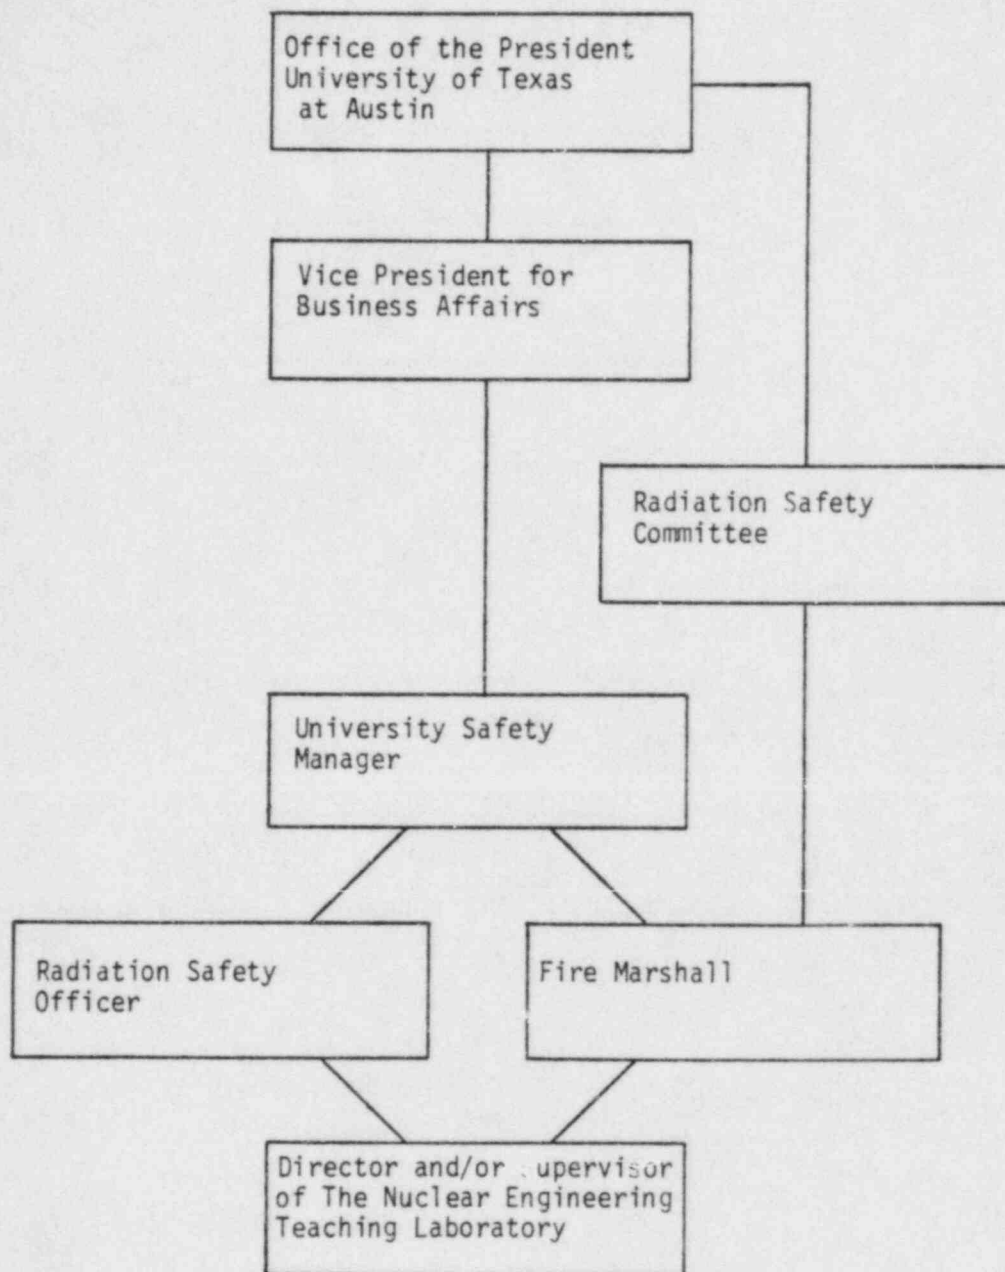 Office of the President
University of Texas
at Austin
Vice President for
Business Affairs
Radiation Safety
Committee
University Safety
Manager
Radiation Safety
Officer
Fire Marshall
Director and/or upervisor
of The Nuclear Engineering
Teaching Laboratory